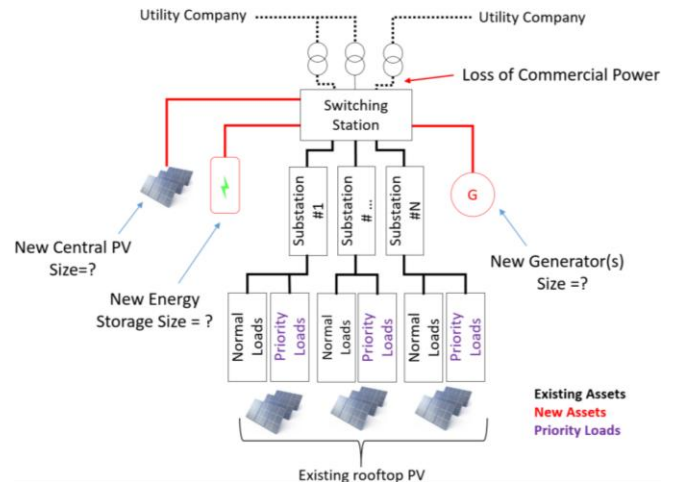 Utility Company
Utility Company
Loss of Commercial Power
Switching
Station
Substation
#1
Substation
# ...
Substation
#N
G
New Central PV
Size=?
New Energy
Storage Size = ?
New Generator(s)
Size =?
Normal
Loads
Priority
Loads
Normal
Loads
Priority
Loads
Normal
Loads
Priority
Loads
Existing Assets
New Assets
Priority Loads
Existing rooftop PV